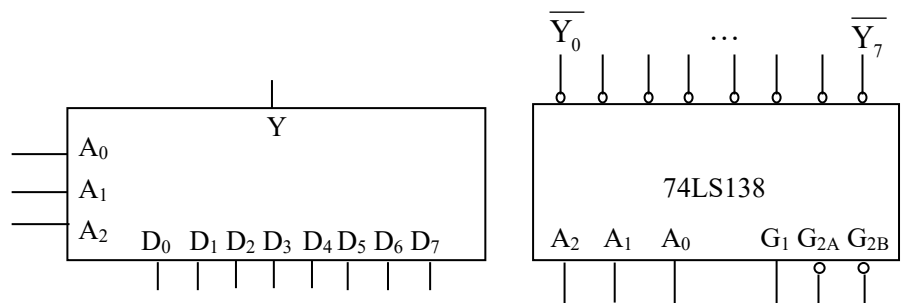 Y̅₀ … Y̅₇
Y
A₀
A₁
A₂
D₀ D₁ D₂ D₃ D₄ D₅ D₆ D₇
74LS138
A₂ A₁ A₀ G₁ G₂A G₂B